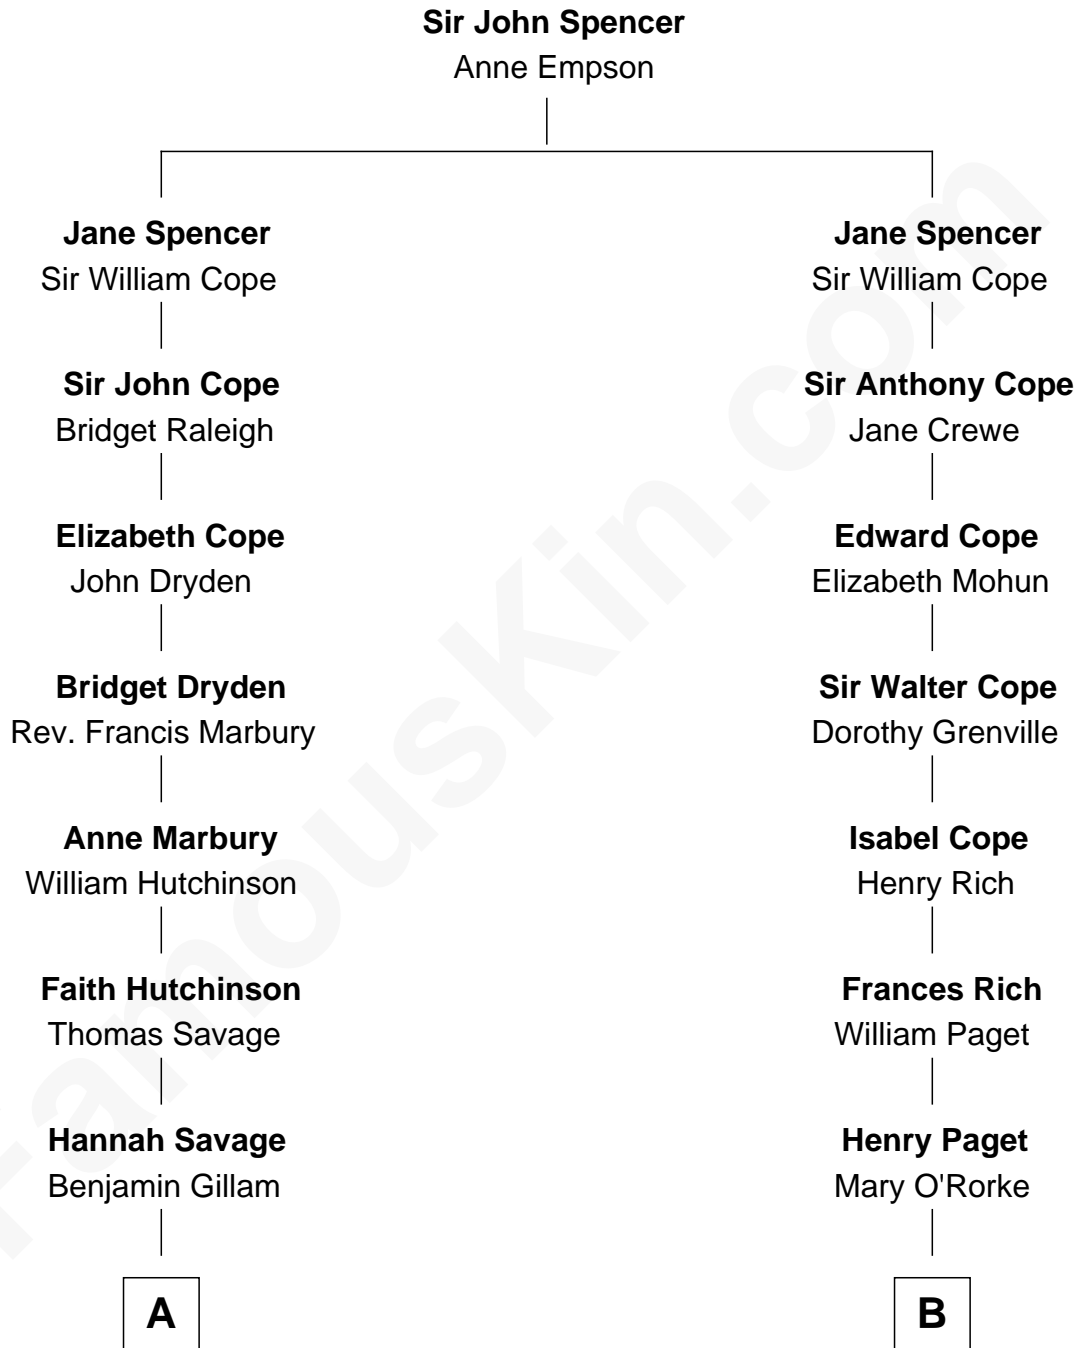 Sir John Spencer
Anne Empson
Jane Spencer
Sir William Cope
Sir John Cope
Bridget Raleigh
Elizabeth Cope
John Dryden
Bridget Dryden
Rev. Francis Marbury
Anne Marbury
William Hutchinson
Faith Hutchinson
Thomas Savage
Hannah Savage
Benjamin Gillam
A
Jane Spencer
Sir William Cope
Sir Anthony Cope
Jane Crewe
Edward Cope
Elizabeth Mohun
Sir Walter Cope
Dorothy Grenville
Isabel Cope
Henry Rich
Frances Rich
William Paget
Henry Paget
Mary O'Rorke
B
FamousKin.com